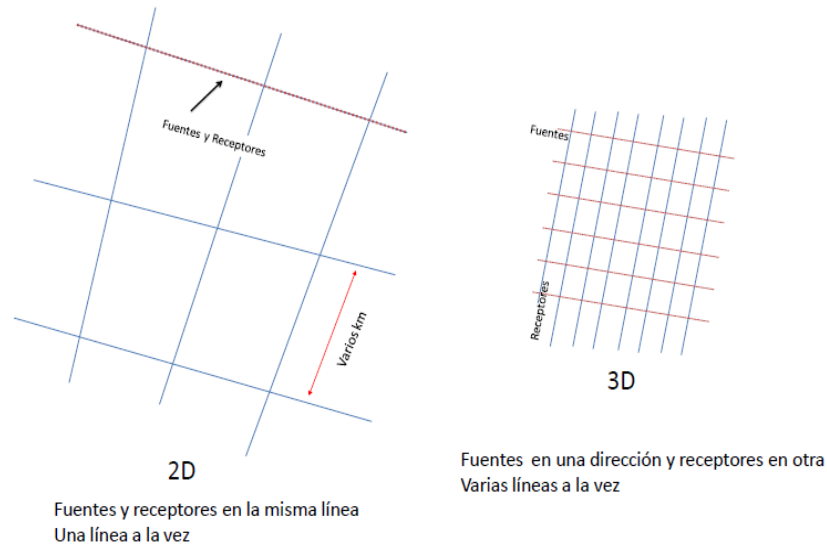 Fuentes y Receptores
Varios km
2D
Fuentes y receptores en la misma línea
Una línea a la vez
Fuentes
Receptores
3D
Fuentes en una dirección y receptores en otra
Varias líneas a la vez